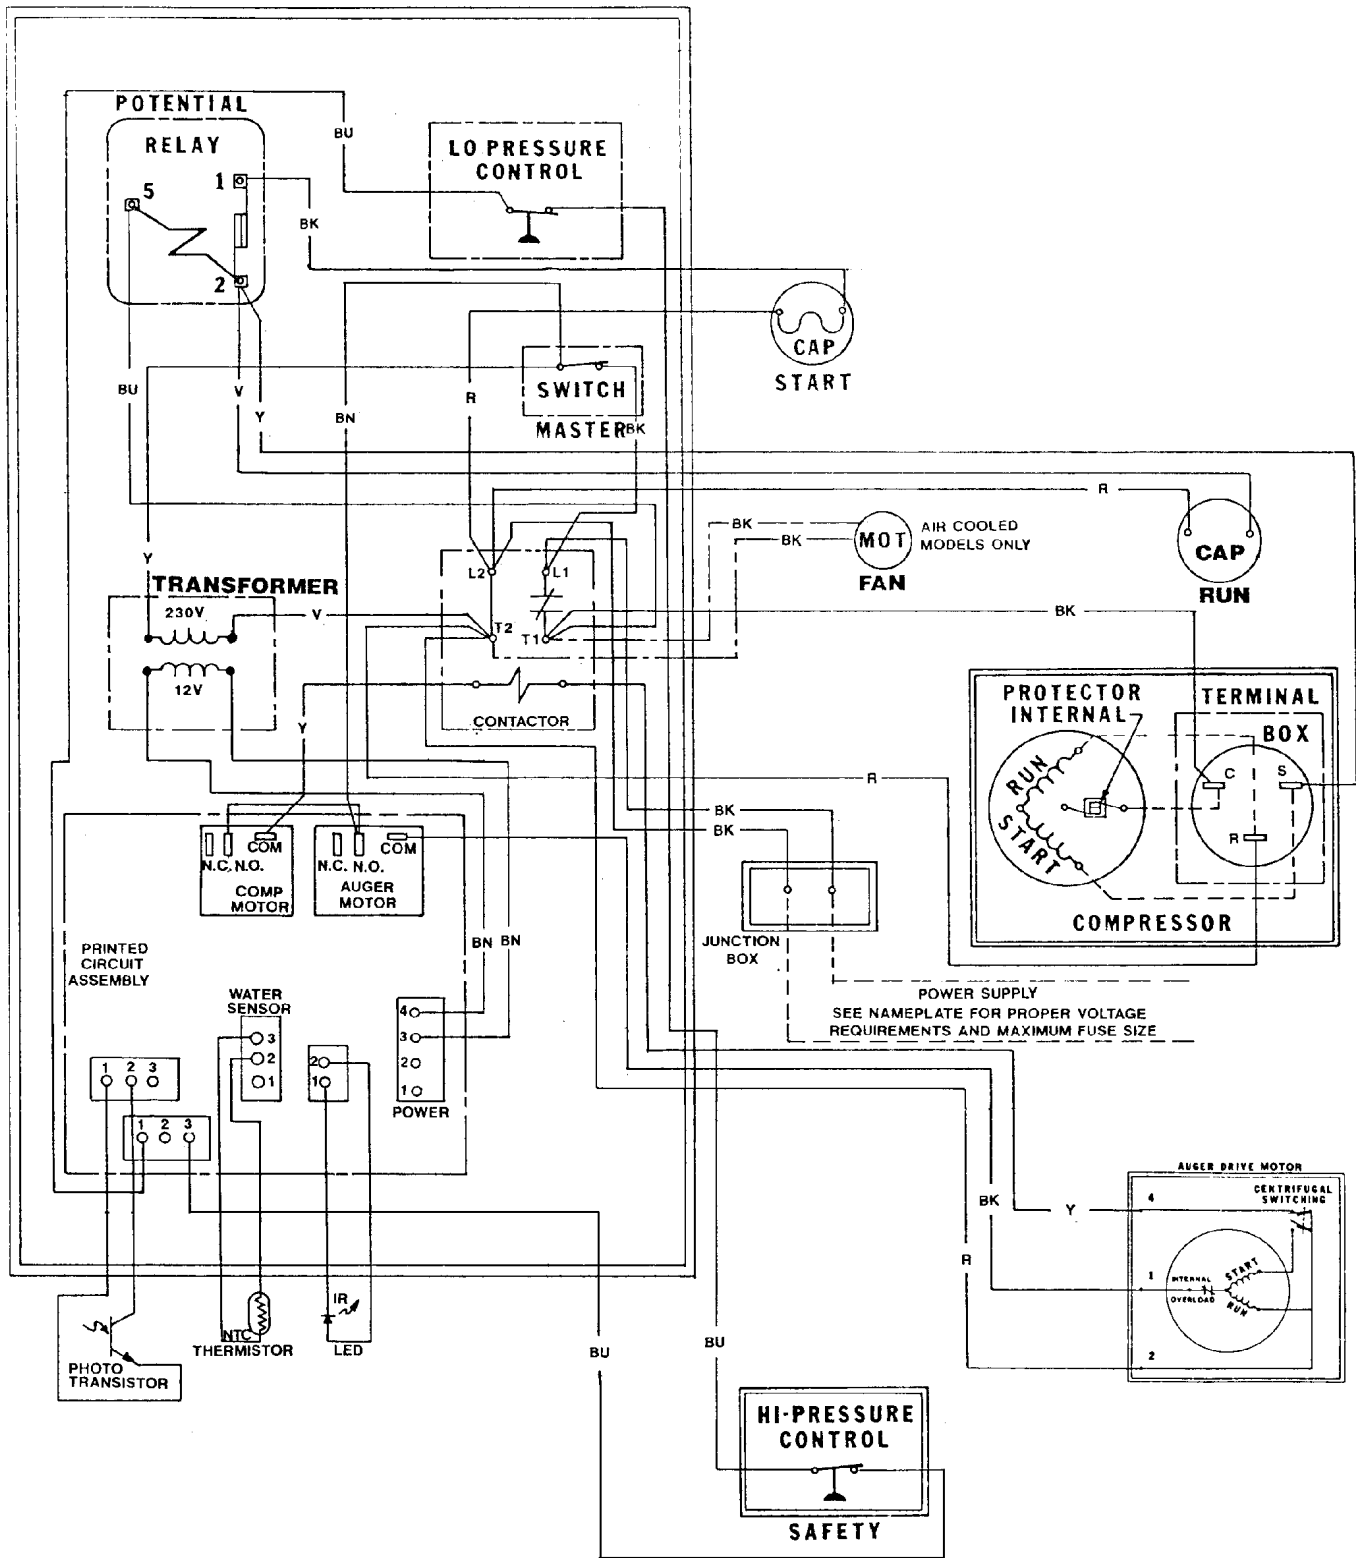 POTENTIAL
RELAY
5
1
2
BU
LO PRESSURE
CONTROL
BK
CAP
START
SWITCH
MASTER
BK
BU
V
Y
BN
R
R
BK
BK
MOT
FAN
AIR COOLED
MODELS ONLY
CAP
RUN
Y
TRANSFORMER
230V
12V
V
L2
L1
T2
T1
CONTACTOR
BK
Y
R
BK
BK
PROTECTOR
INTERNAL
TERMINAL
BOX
RUN
START
C
S
R
COMPRESSOR
N.C.
N.O.
COM
COMP
MOTOR
N.C.
N.O.
COM
AUGER
MOTOR
JUNCTION
BOX
PRINTED
CIRCUIT
ASSEMBLY
BN
BN
POWER SUPPLY
SEE NAMEPLATE FOR PROPER VOLTAGE
REQUIREMENTS AND MAXIMUM FUSE SIZE
WATER
SENSOR
3
2
1
2
1
4
3
2
1
POWER
1 2 3
1 2 3
AUGER DRIVE MOTOR
CENTRIFUGAL
SWITCHING
4
1
2
INTERNAL
OVERLOAD
START
RUN
BK
Y
R
IR
LED
NTC
THERMISTOR
PHOTO
TRANSISTOR
BU
BU
HI-PRESSURE
CONTROL
SAFETY